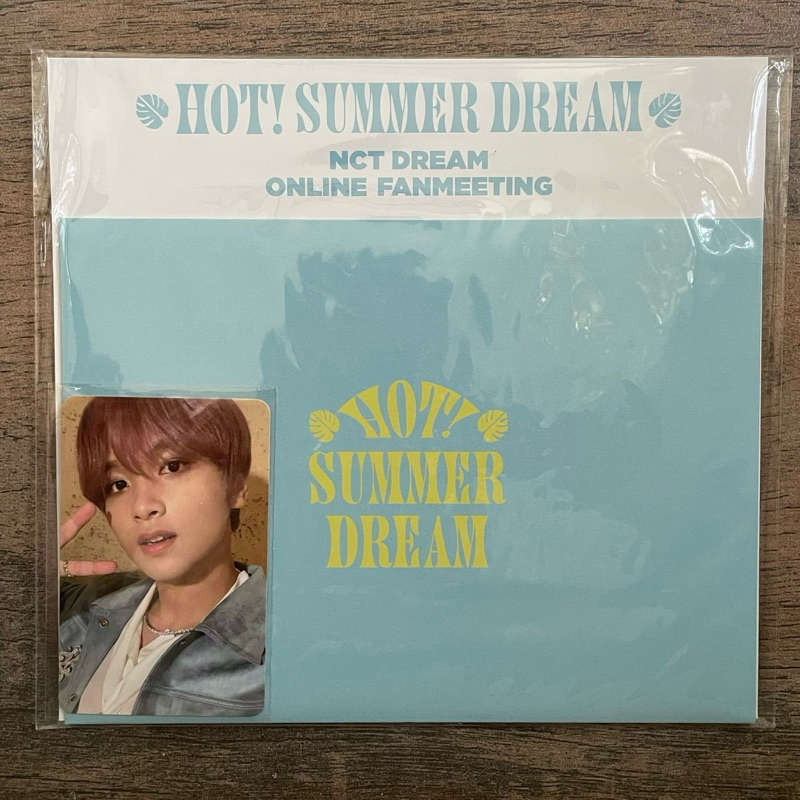 HOT! SUMMER DREAM
NCT DREAM
ONLINE FANMEETING
HOT!
SUMMER
DREAM